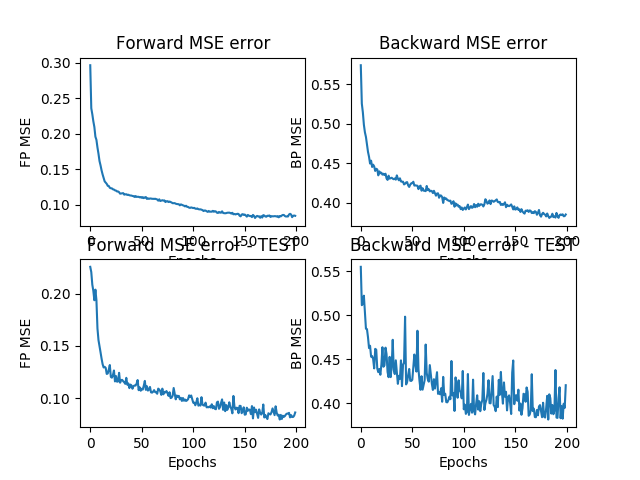 Forward MSE error
Backward MSE error
0.30
0.25
0.20
0.15
0.10
FP MSE
0 50 100 150 200
Epochs
0.55
0.50
0.45
0.40
BP MSE
0 50 100 150 200
Forward MSE error - TEST
Backward MSE error - TEST
0.20
0.10
FP MSE
0 50 100 150 200
Epochs
0.55
0.50
0.45
0.40
BP MSE
0 50 100 150 200
Epochs